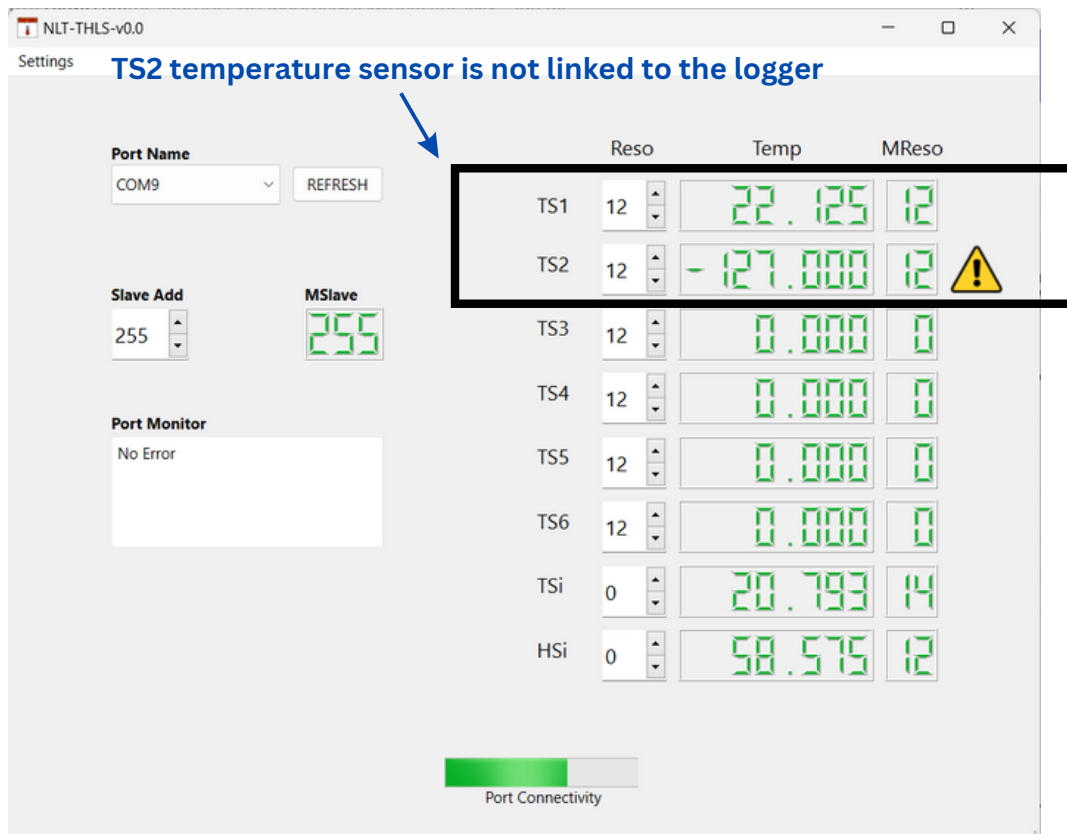 NLT-THLS-v0.0
Settings
TS2 temperature sensor is not linked to the logger
Reso Temp MReso
Port Name
COM9 REFRESH
TS1 12 22.125 12
TS2 12 -127.000 12
Slave Add MSlave
255 255
TS3 12 0.000 0
TS4 12 0.000 0
Port Monitor
No Error
TS5 12 0.000 0
TS6 12 0.000 0
TSi 0 20.793 14
HSi 0 58.575 12
Port Connectivity